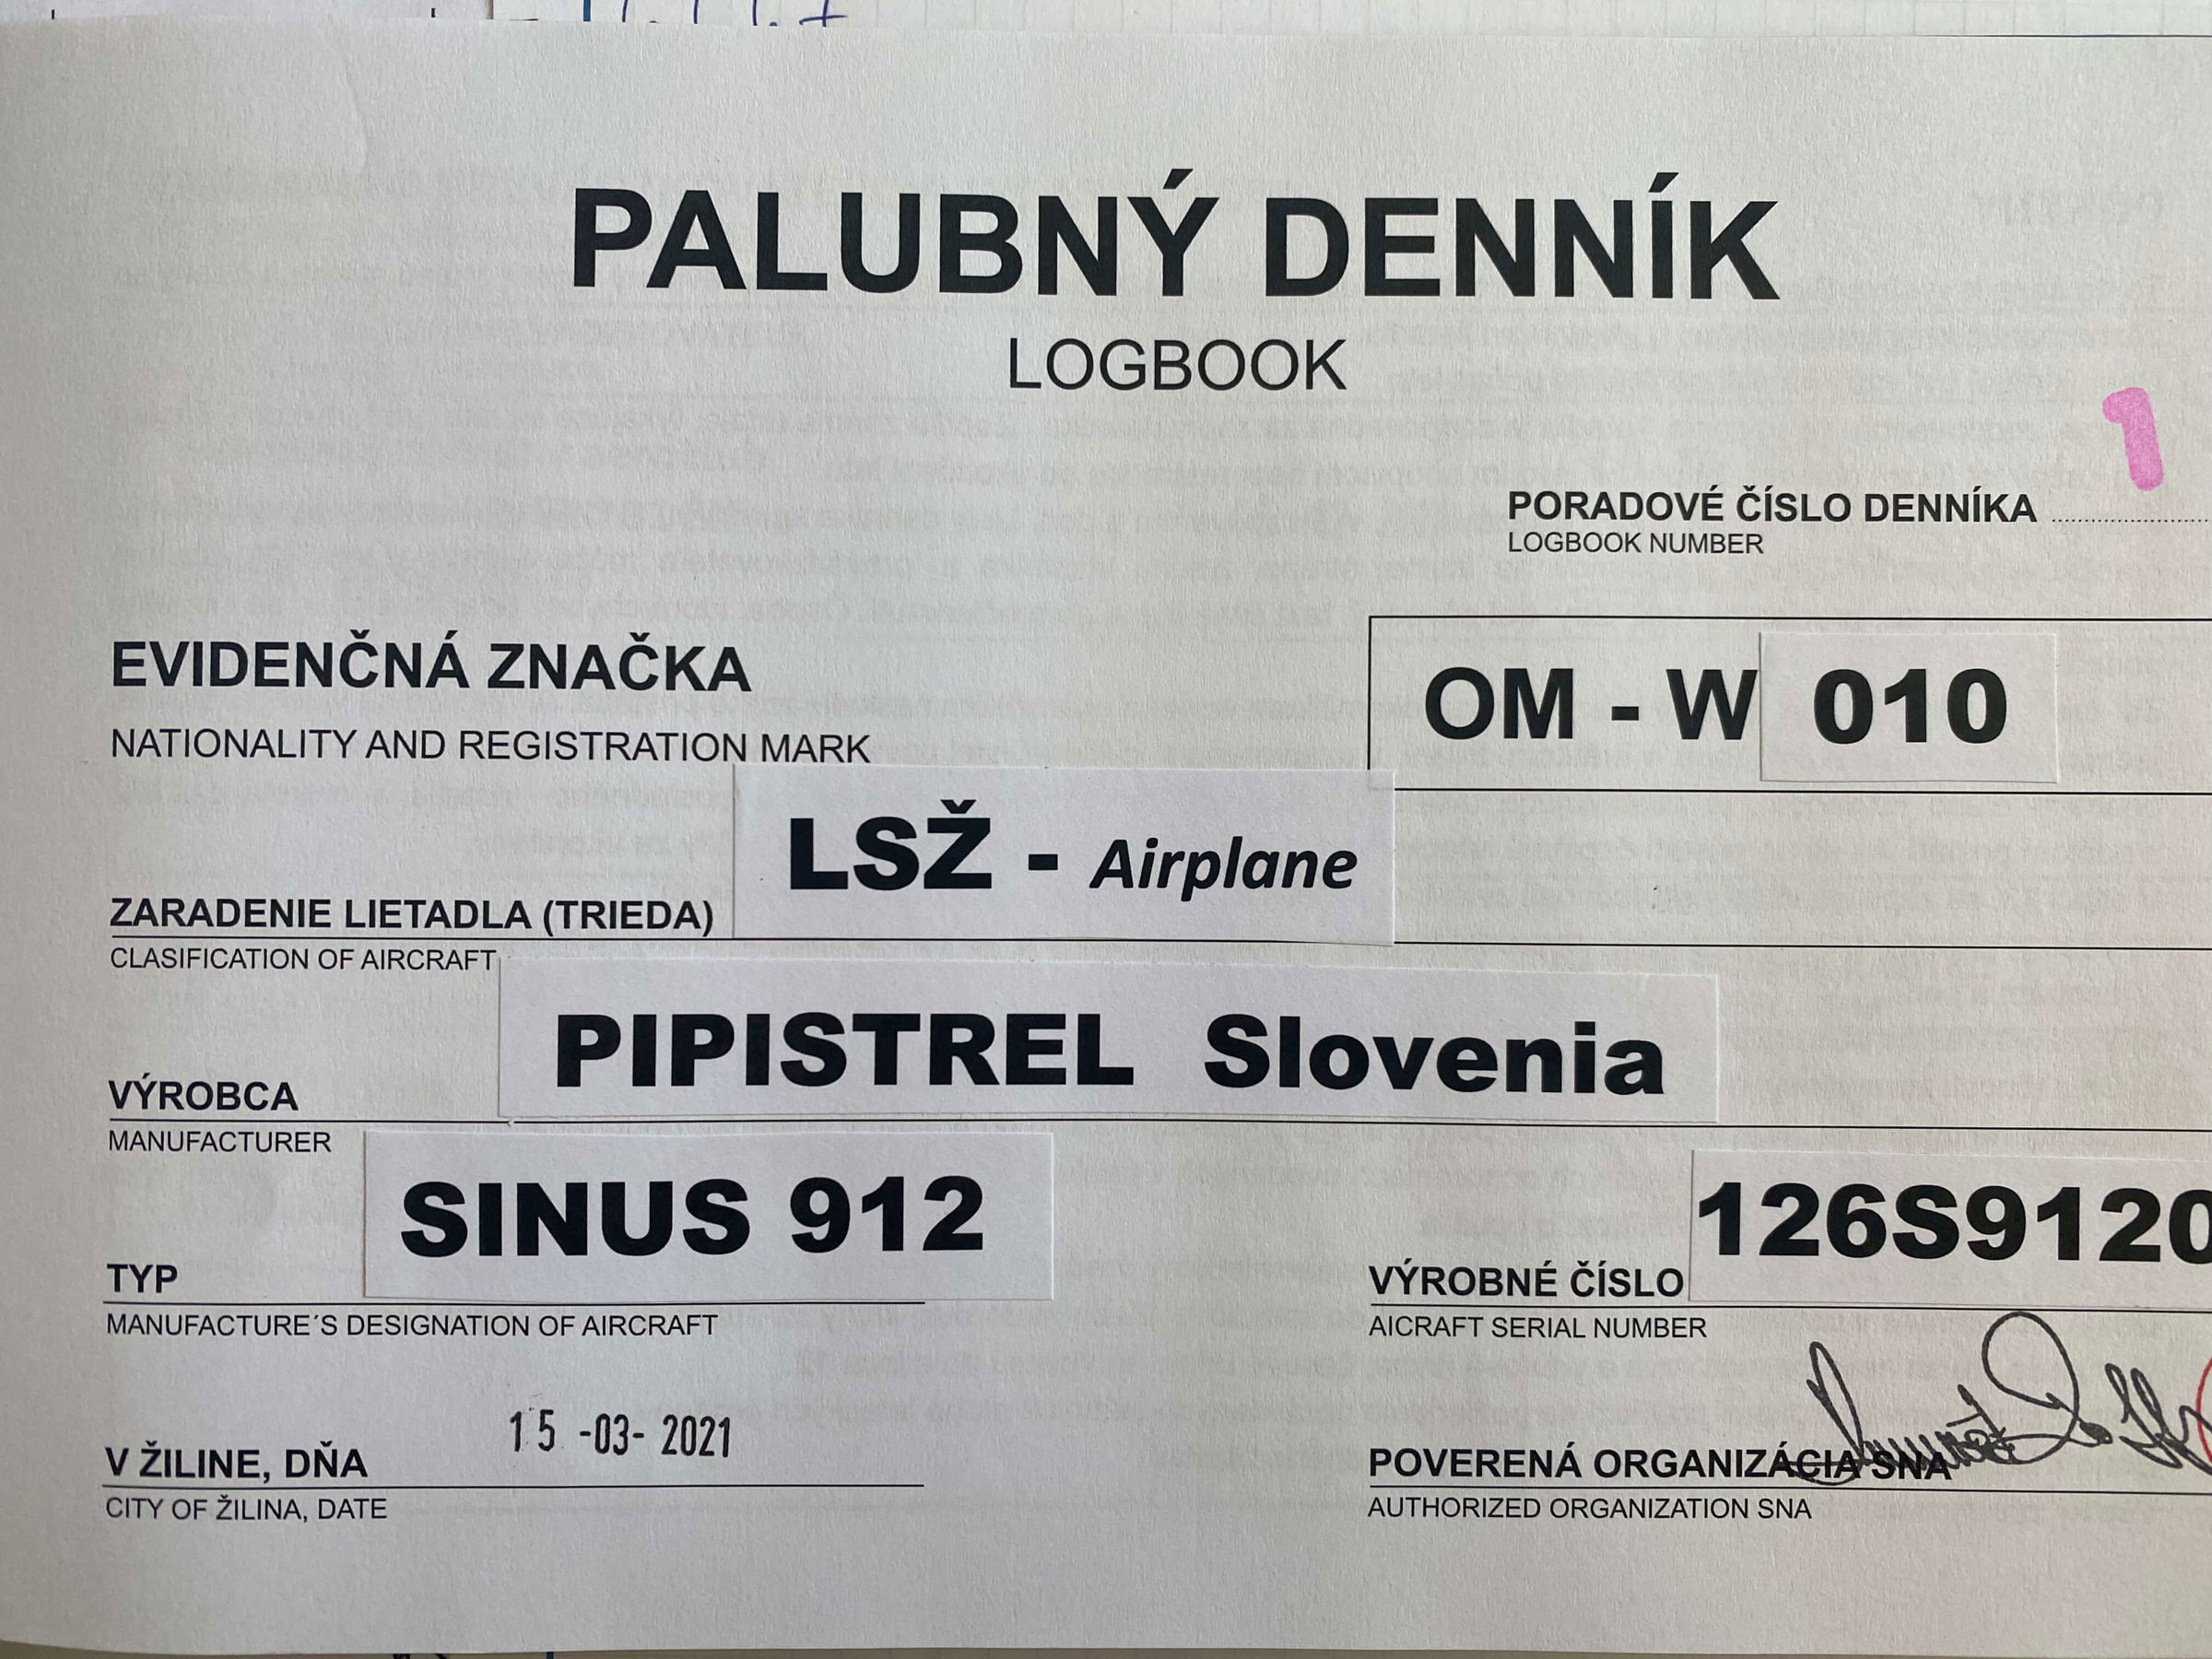 PALUBNÝ DENNÍK
LOGBOOK
1
PORADOVÉ ČÍSLO DENNÍKA
LOGBOOK NUMBER
EVIDENČNÁ ZNAČKA
NATIONALITY AND REGISTRATION MARK
OM - W 010
LSŽ - Airplane
ZARADENIE LIETADLA (TRIEDA)
CLASIFICATION OF AIRCRAFT
PIPISTREL Slovenia
VÝROBCA
MANUFACTURER
SINUS 912
TYP
MANUFACTURE´S DESIGNATION OF AIRCRAFT
126S9120
VÝROBNÉ ČÍSLO
AICRAFT SERIAL NUMBER
15 -03- 2021
V ŽILINE, DŇA
CITY OF ŽILINA, DATE
POVERENÁ ORGANIZÁCIA SNA
AUTHORIZED ORGANIZATION SNA